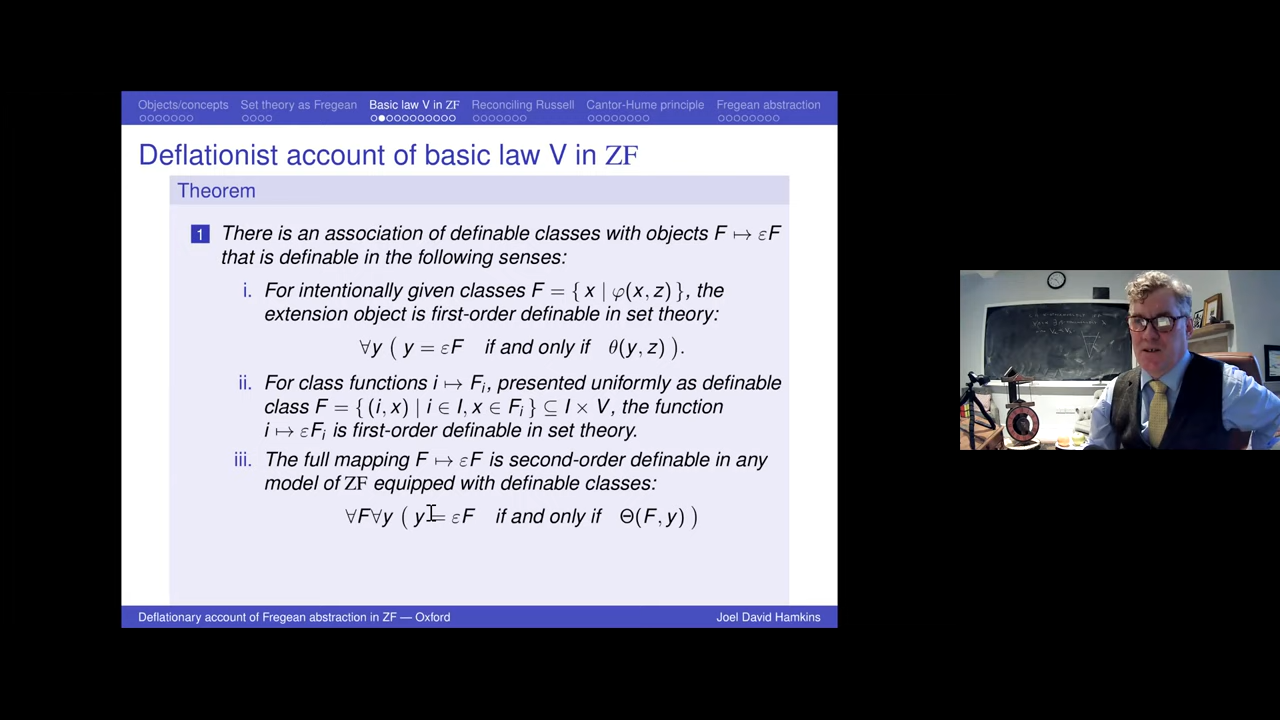 Objects/concepts Set theory as Fregean Basic law V in ZF Reconciling Russell Cantor-Hume principle Fregean abstraction
Deflationist account of basic law V in ZF
Theorem
1 There is an association of definable classes with objects F ↦ εF
that is definable in the following senses:
i. For intentionally given classes F = { x | φ(x, z) }, the
extension object is first-order definable in set theory:
∀y ( y = εF if and only if θ(y, z) ).
ii. For class functions i ↦ Fᵢ, presented uniformly as definable
class F = { (i, x) | i ∈ I, x ∈ Fᵢ } ⊆ I × V, the function
i ↦ εFᵢ is first-order definable in set theory.
iii. The full mapping F ↦ εF is second-order definable in any
model of ZF equipped with definable classes:
∀F∀y ( y = εF if and only if Θ(F, y) )
Deflationary account of Fregean abstraction in ZF — Oxford Joel David Hamkins